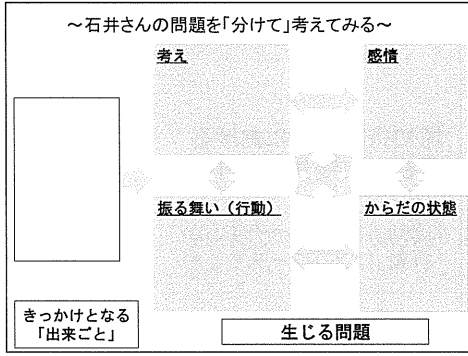 ～石井さんの問題を「分けて」考えてみる～
考え
感情
振る舞い（行動）
からだの状態
きっかけとなる
「出来ごと」
生じる問題